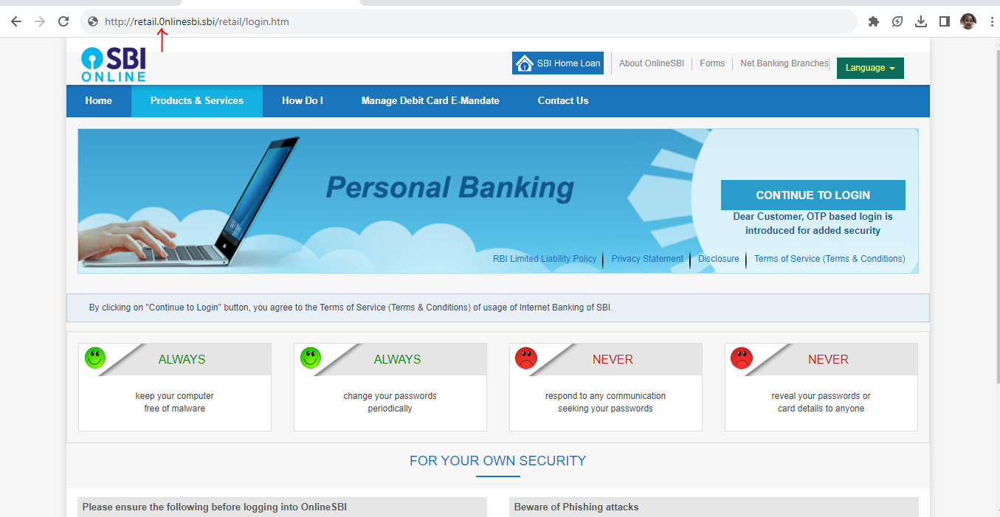 http://retail.0nlinesbi.sbi/retail/login.htm
SBI
ONLINE
SBI Home Loan
About OnlineSBI
Forms
Net Banking Branches
Language
Home
Products & Services
How Do I
Manage Debit Card E-Mandate
Contact Us
Personal Banking
CONTINUE TO LOGIN
Dear Customer, OTP based login is
introduced for added security
RBI Limited Liability Policy
Privacy Statement
Disclosure
Terms of Service (Terms & Conditions)
By clicking on "Continue to Login" button, you agree to the Terms of Service (Terms & Conditions) of usage of Internet Banking of SBI.
ALWAYS
keep your computer
free of malware
ALWAYS
change your passwords
periodically
NEVER
respond to any communication
seeking your passwords
NEVER
reveal your passwords or
card details to anyone
FOR YOUR OWN SECURITY
Please ensure the following before logging into OnlineSBI
Beware of Phishing attacks